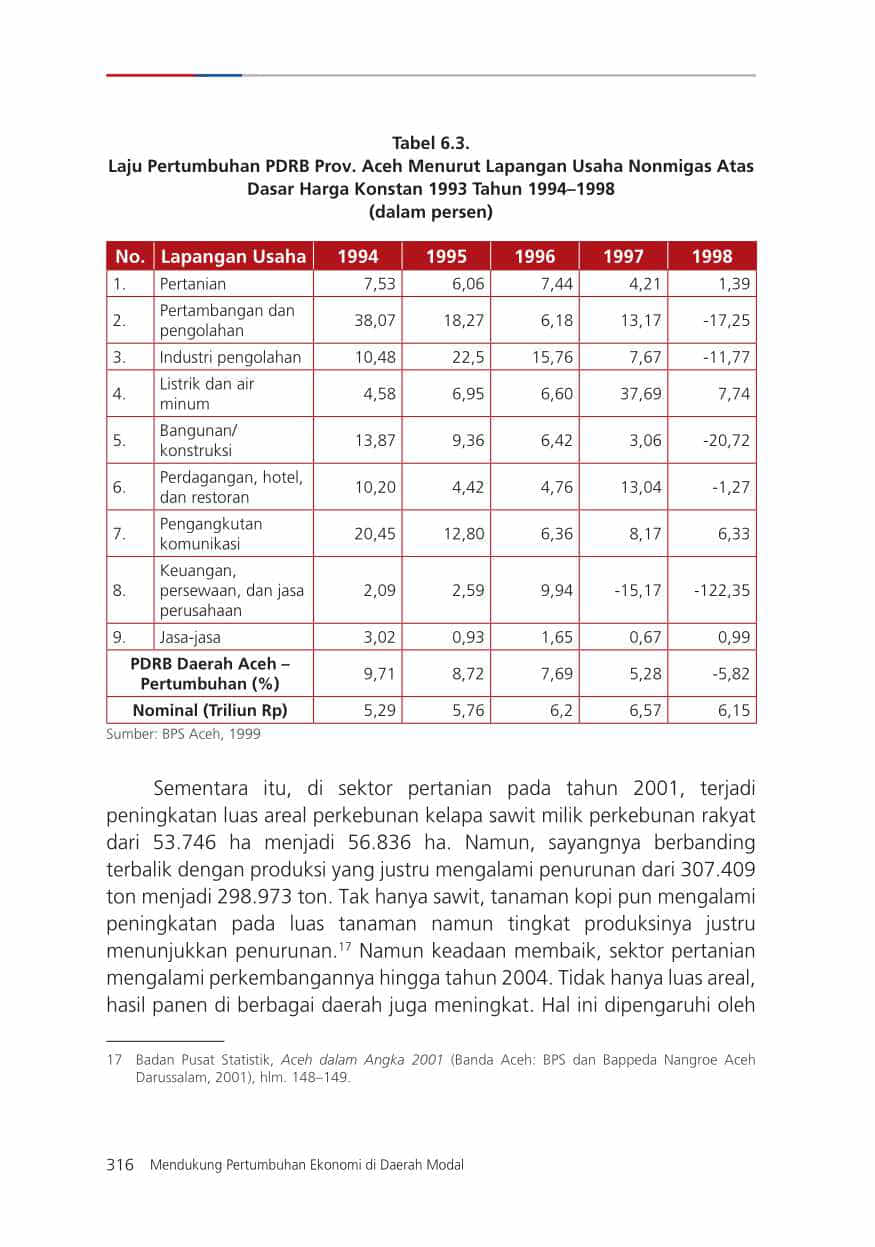 Tabel 6.3.
Laju Pertumbuhan PDRB Prov. Aceh Menurut Lapangan Usaha Nonmigas Atas
Dasar Harga Konstan 1993 Tahun 1994–1998
(dalam persen)
No. Lapangan Usaha 1994 1995 1996 1997 1998
1. Pertanian 7,53 6,06 7,44 4,21 1,39
2. Pertambangan dan
pengolahan 38,07 18,27 6,18 13,17 -17,25
3. Industri pengolahan 10,48 22,5 15,76 7,67 -11,77
4. Listrik dan air
minum 4,58 6,95 6,60 37,69 7,74
5. Bangunan/
konstruksi 13,87 9,36 6,42 3,06 -20,72
6. Perdagangan, hotel,
dan restoran 10,20 4,42 4,76 13,04 -1,27
7. Pengangkutan
komunikasi 20,45 12,80 6,36 8,17 6,33
8. Keuangan,
persewaan, dan jasa
perusahaan 2,09 2,59 9,94 -15,17 -122,35
9. Jasa-jasa 3,02 0,93 1,65 0,67 0,99
PDRB Daerah Aceh –
Pertumbuhan (%) 9,71 8,72 7,69 5,28 -5,82
Nominal (Triliun Rp) 5,29 5,76 6,2 6,57 6,15
Sumber: BPS Aceh, 1999
Sementara itu, di sektor pertanian pada tahun 2001, terjadi
peningkatan luas areal perkebunan kelapa sawit milik perkebunan rakyat
dari 53.746 ha menjadi 56.836 ha. Namun, sayangnya berbanding
terbalik dengan produksi yang justru mengalami penurunan dari 307.409
ton menjadi 298.973 ton. Tak hanya sawit, tanaman kopi pun mengalami
peningkatan pada luas tanaman namun tingkat produksinya justru
menunjukkan penurunan.17 Namun keadaan membaik, sektor pertanian
mengalami perkembangannya hingga tahun 2004. Tidak hanya luas areal,
hasil panen di berbagai daerah juga meningkat. Hal ini dipengaruhi oleh
17 Badan Pusat Statistik, Aceh dalam Angka 2001 (Banda Aceh: BPS dan Bappeda Nangroe Aceh
Darussalam, 2001), hlm. 148–149.
316 Mendukung Pertumbuhan Ekonomi di Daerah Modal